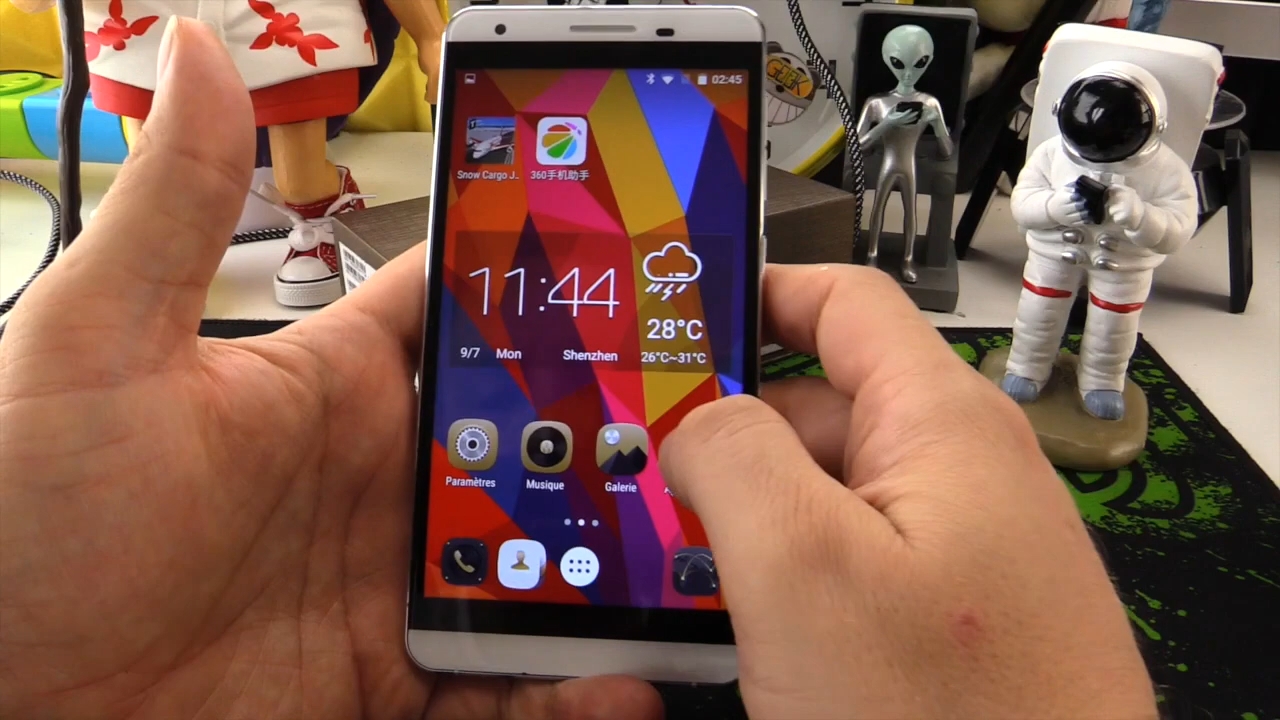 02:45
Snow Cargo J..
360手机助手
11:44
28°C
9/7 Mon Shenzhen
26°C~31°C
Paramètres
Musique
Galerie
GEEK